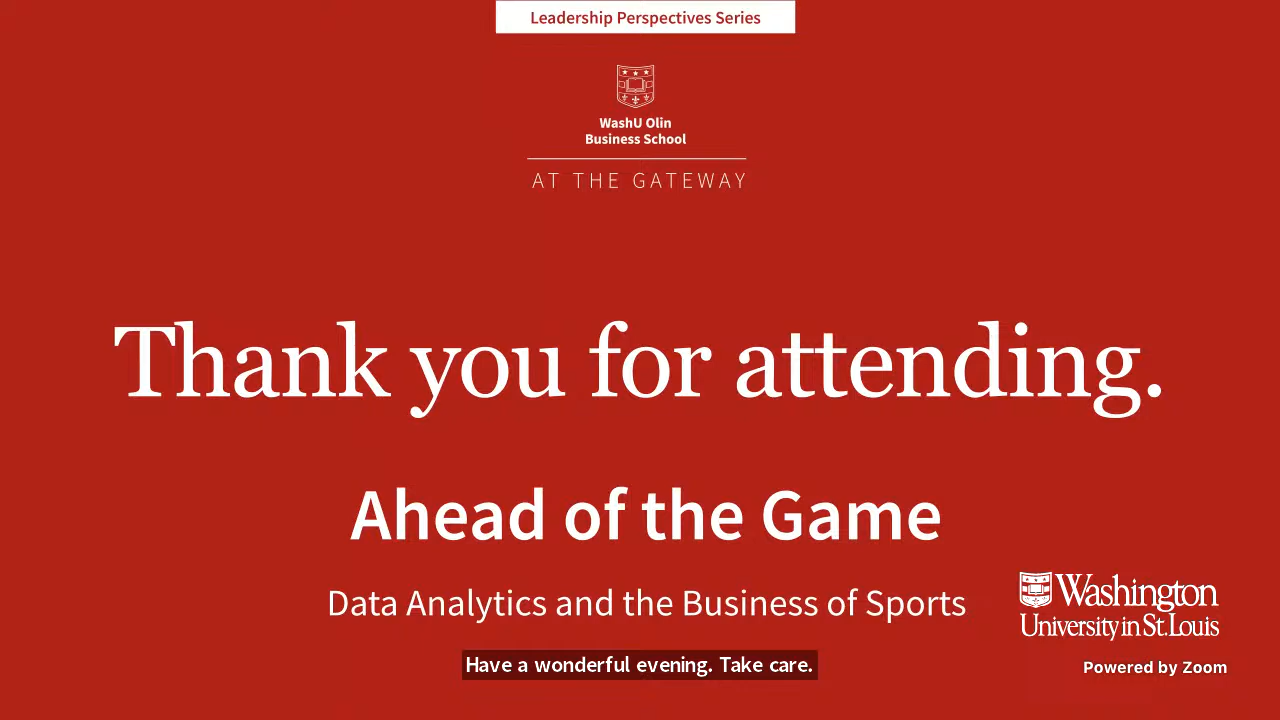 Leadership Perspectives Series
WashU Olin
Business School
AT THE GATEWAY
Thank you for attending.
Ahead of the Game
Data Analytics and the Business of Sports
Washington
University in St. Louis
Have a wonderful evening. Take care.
Powered by Zoom